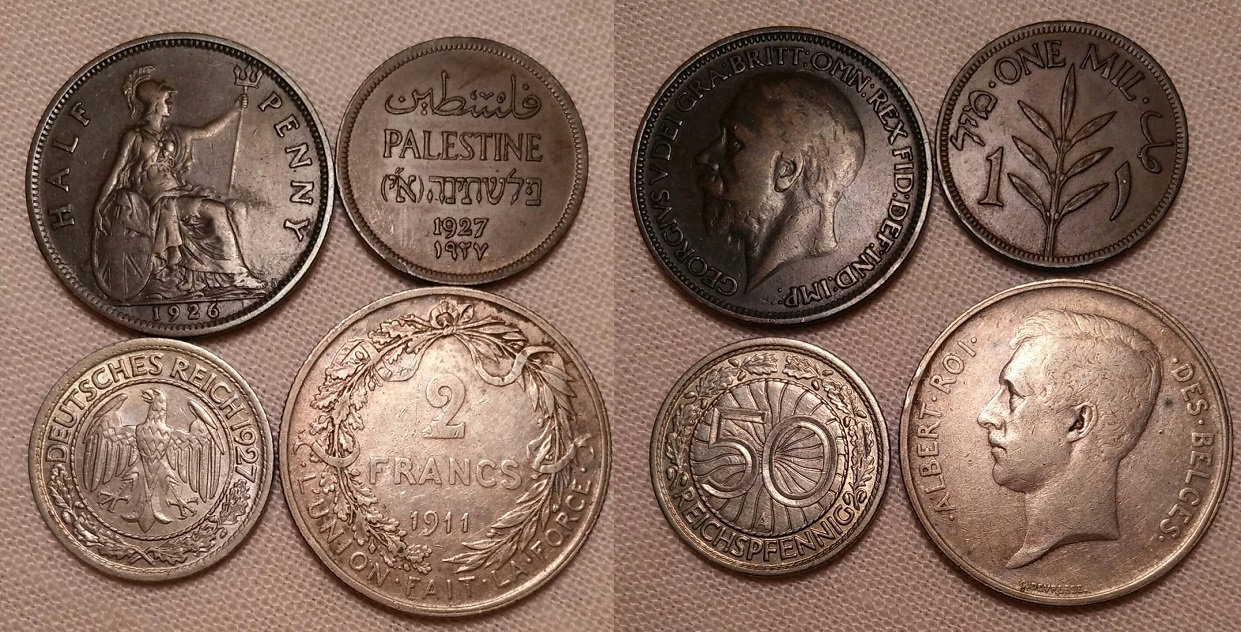 HALF PENNY
1926
فلسطين
PALESTINE
פלשתינה (א״י)
1927
١٩٢٧
DEUTSCHES REICH 1927
2
FRANCS
1911
L'UNION·FAIT·LA·FORCE
GEORGIVS V DEI GRA: BRITT: OMN: REX FID: DEF: IND: IMP:
·ONE MIL·
מיל
مل
1
١
50
REICHSPFENNIG
A
·ALBERT·ROI· ·DES·BELGES·